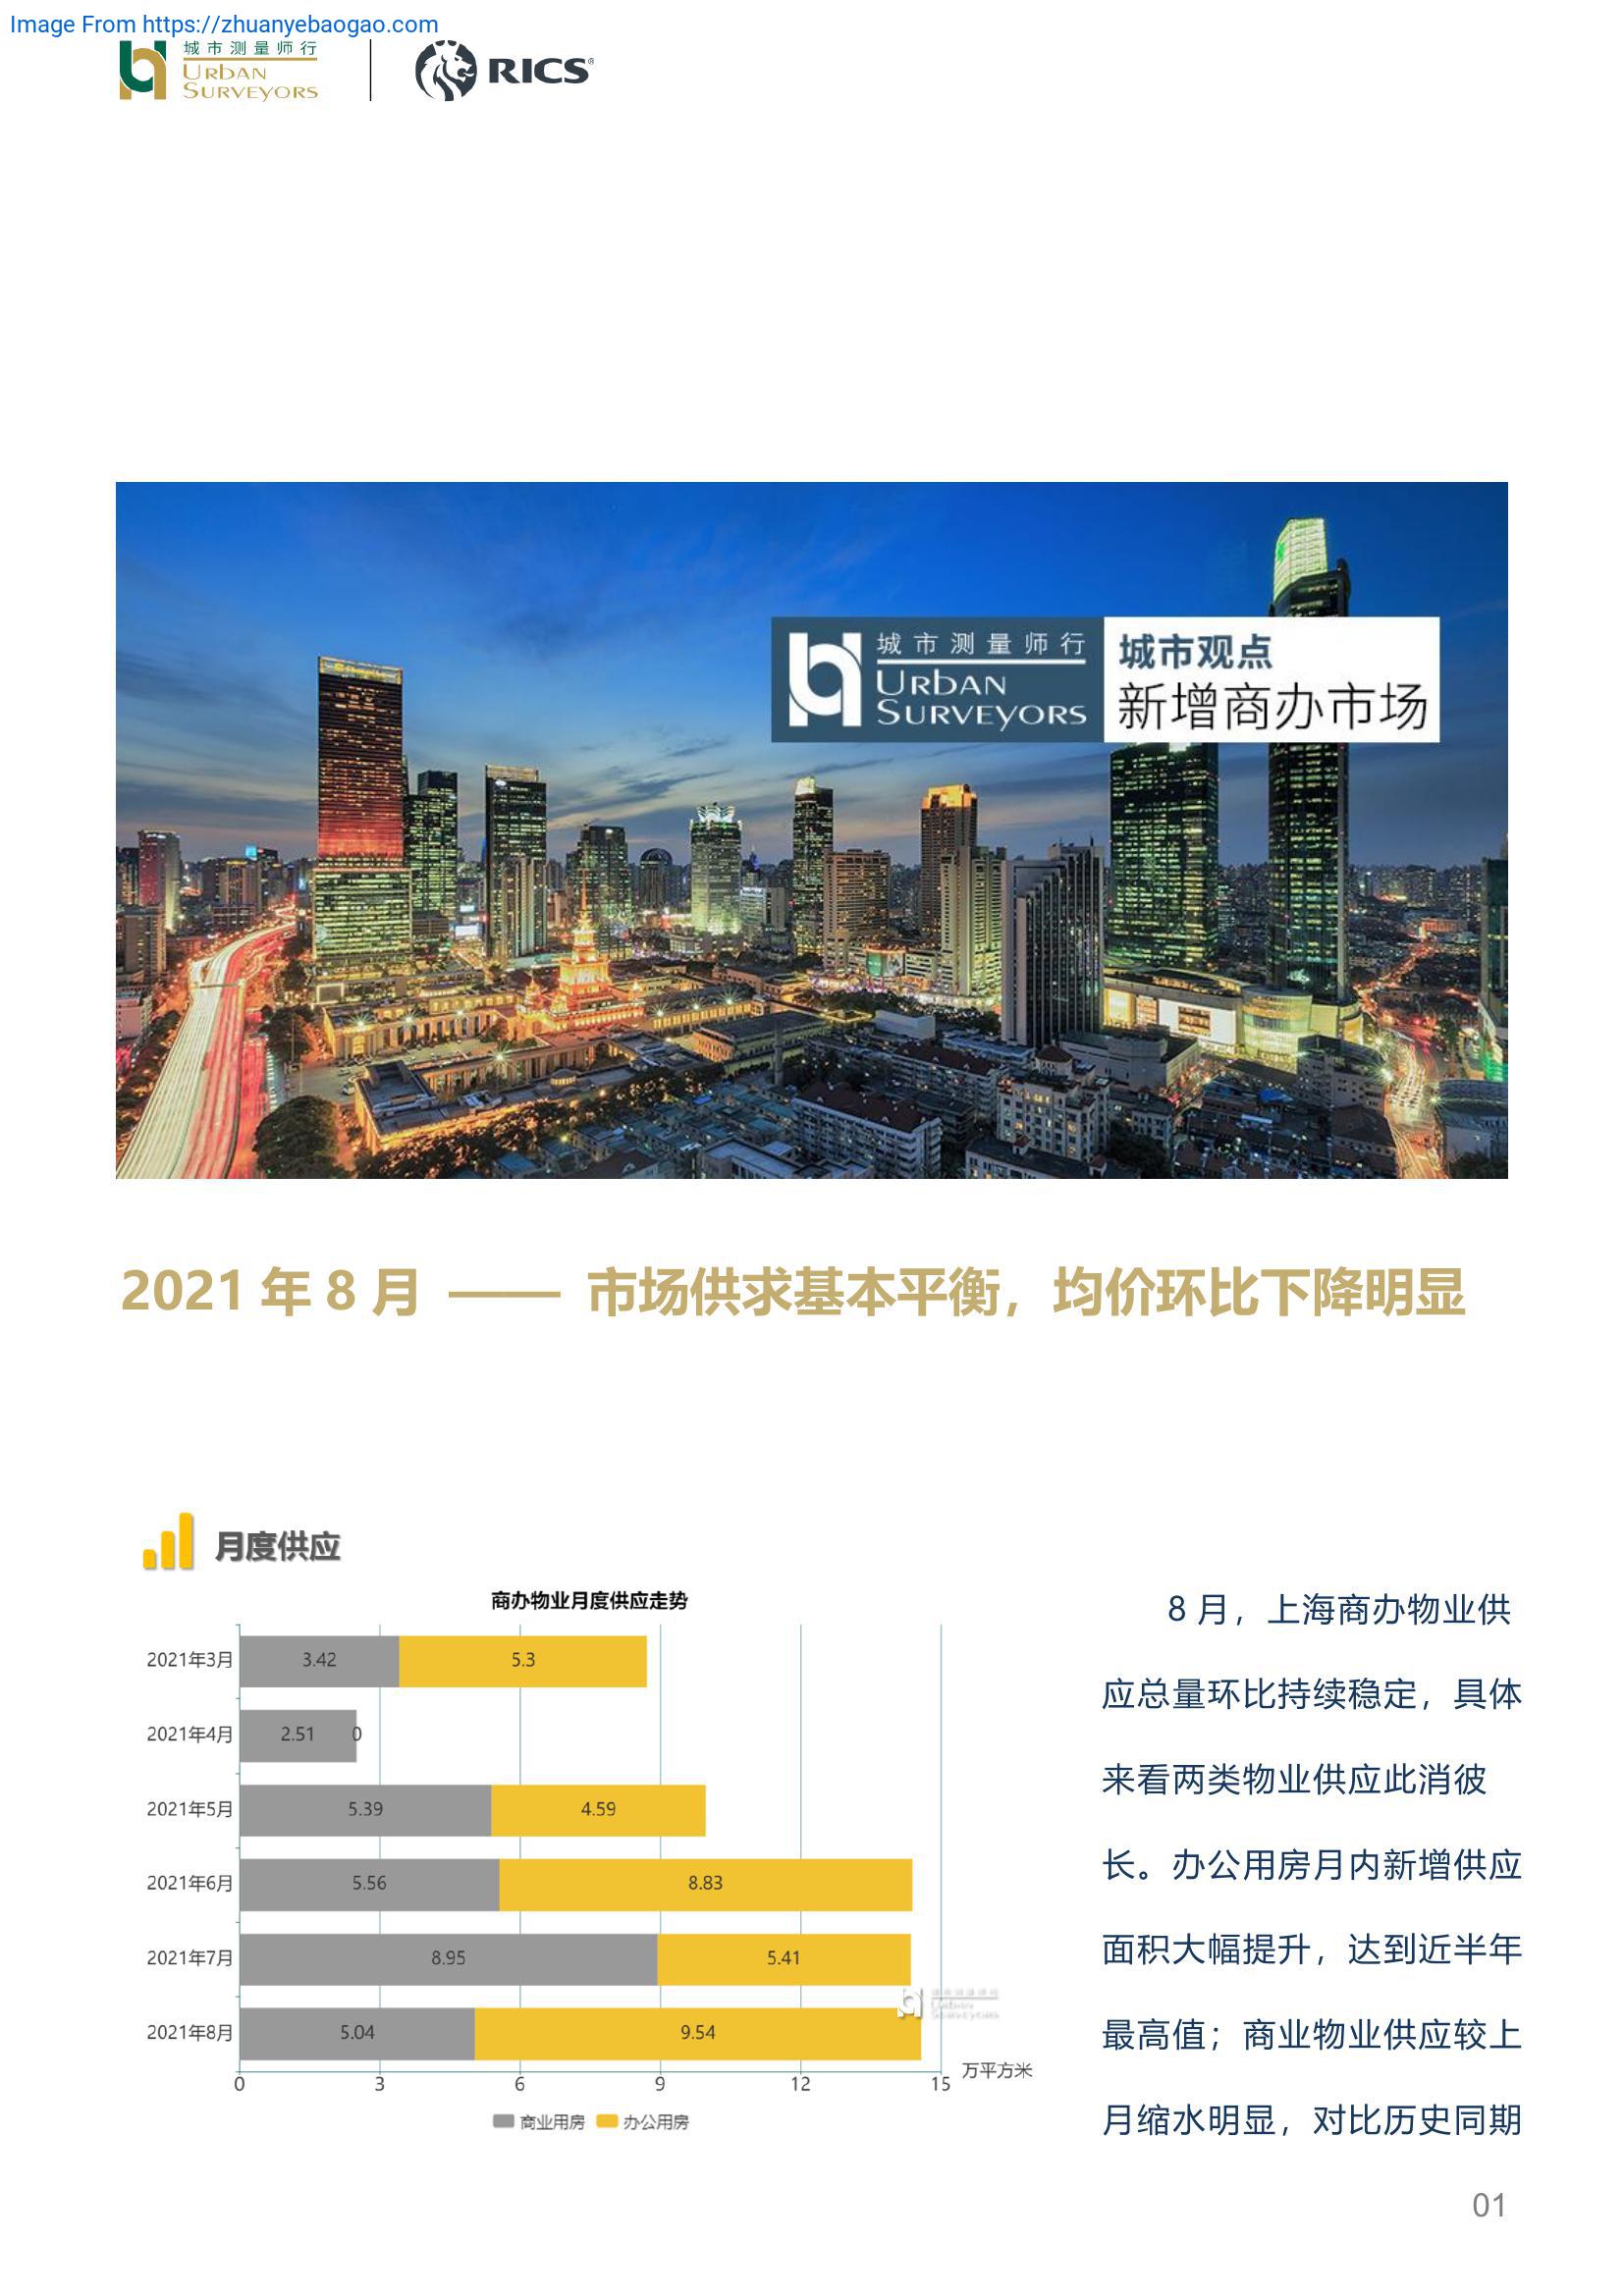 Image From https://zhuanyebaogao.com
城市测量师行
URBAN
SURVEYORS
RICS®
城市测量师行
URBAN
SURVEYORS
城市观点
新增商办市场
2021 年 8 月 —— 市场供求基本平衡，均价环比下降明显
月度供应
商办物业月度供应走势
2021年3月 3.42 5.3
2021年4月 2.51 0
2021年5月 5.39 4.59
2021年6月 5.56 8.83
2021年7月 8.95 5.41
2021年8月 5.04 9.54
0 3 6 9 12 15 万平方米
商业用房 办公用房
城市测量师行
URBAN
SURVEYORS
8 月，上海商办物业供
应总量环比持续稳定，具体
来看两类物业供应此消彼
长。办公用房月内新增供应
面积大幅提升，达到近半年
最高值；商业物业供应较上
月缩水明显，对比历史同期
01